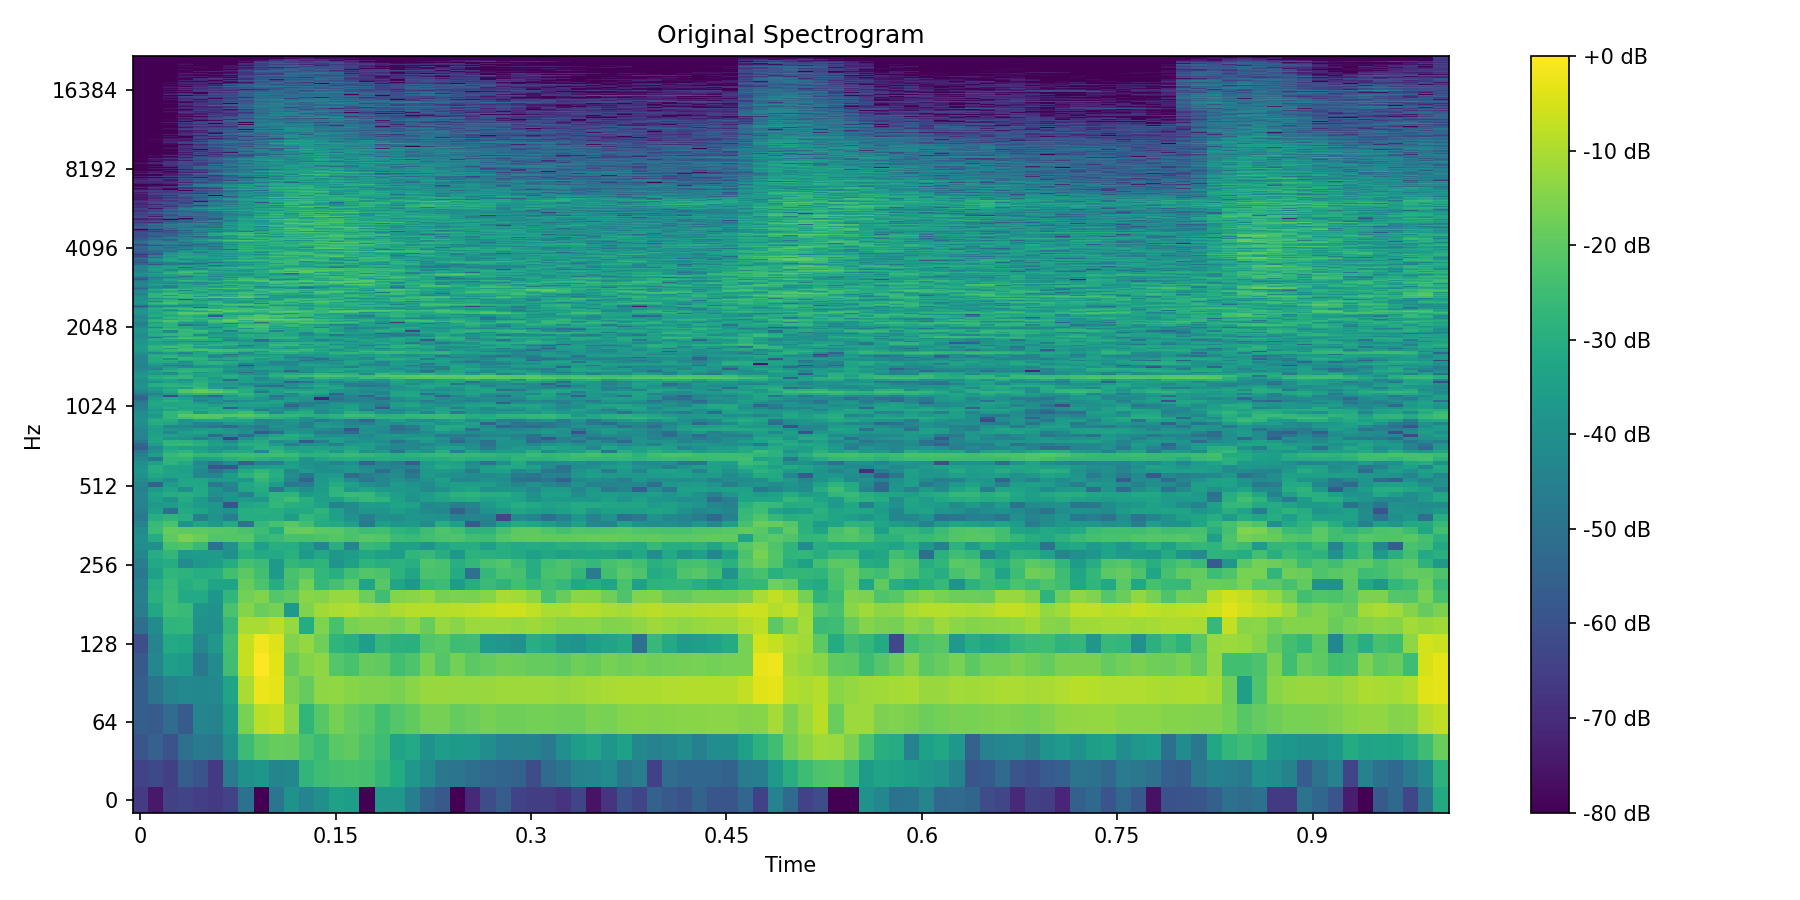 Original Spectrogram
Hz
16384
8192
4096
2048
1024
512
256
128
64
0
0 0.15 0.3 0.45 0.6 0.75 0.9
Time
+0 dB
-10 dB
-20 dB
-30 dB
-40 dB
-50 dB
-60 dB
-70 dB
-80 dB